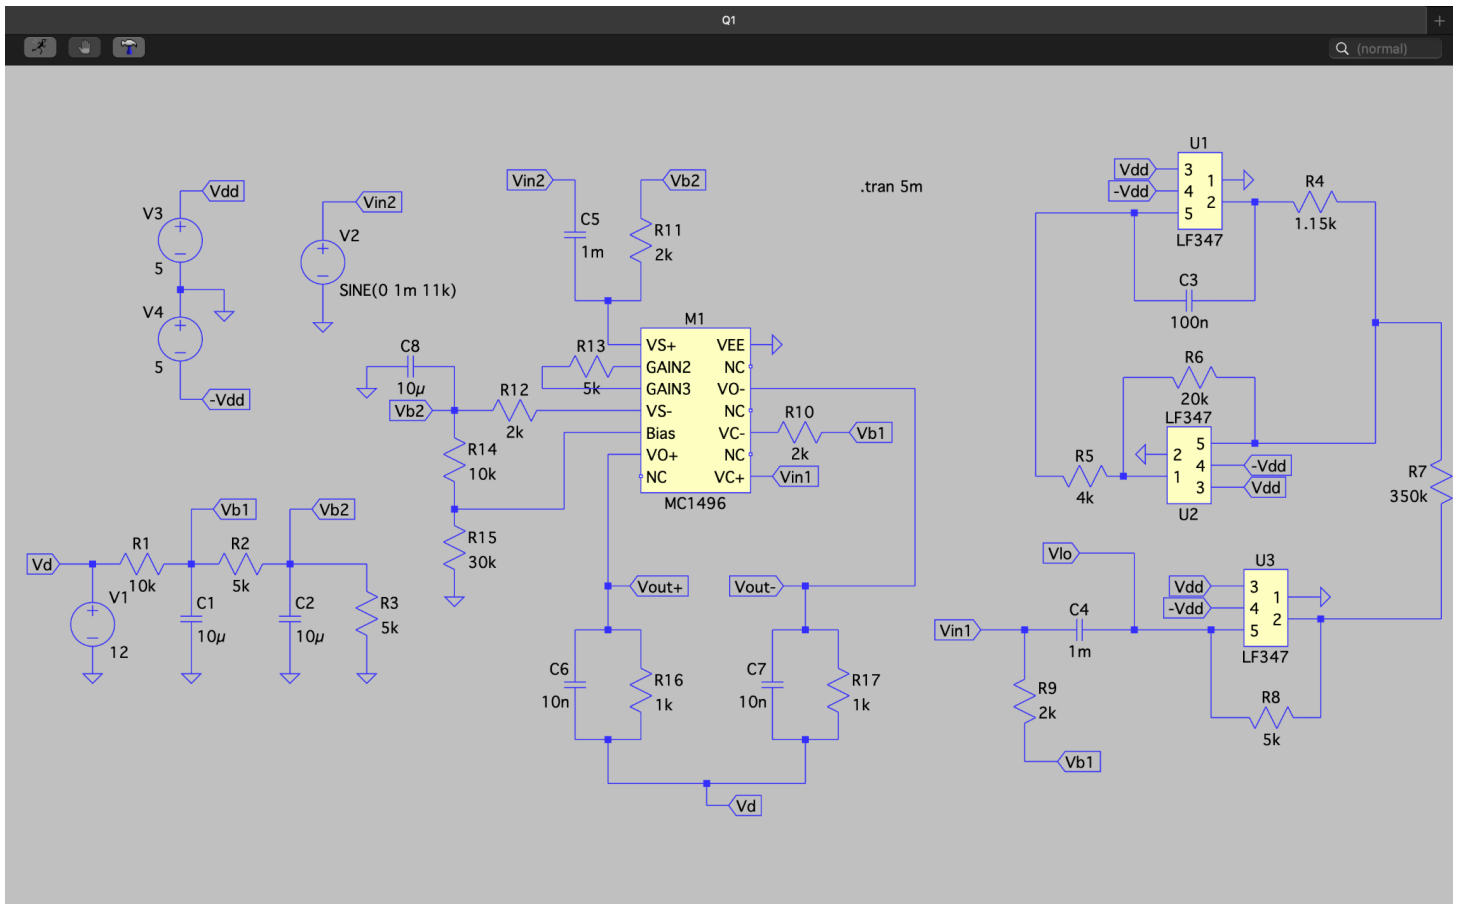 Q1
(normal)
Vdd
V3
5
V4
5
-Vdd
Vin2
V2
SINE(0 1m 11k)
Vin2
Vb2
C5
1m
R11
2k
.tran 5m
M1
VS+
GAIN2
GAIN3
VS-
Bias
VO+
NC
VEE
NC
VO-
NC
VC-
NC
VC+
MC1496
R13
5k
C8
10µ
Vb2
R12
2k
R14
10k
R15
30k
R10
2k
Vb1
Vin1
Vb1
Vb2
Vd
R1
10k
R2
5k
V1
12
C1
10µ
C2
10µ
R3
5k
Vout+
Vout-
C6
10n
R16
1k
C7
10n
R17
1k
Vd
U1
Vdd
-Vdd
3
4
5
1
2
LF347
R4
1.15k
C3
100n
R6
20k
LF347
R5
4k
2
1
5
4
3
-Vdd
Vdd
U2
R7
350k
Vlo
U3
Vdd
-Vdd
3
4
5
1
2
LF347
Vin1
C4
1m
R9
2k
Vb1
R8
5k